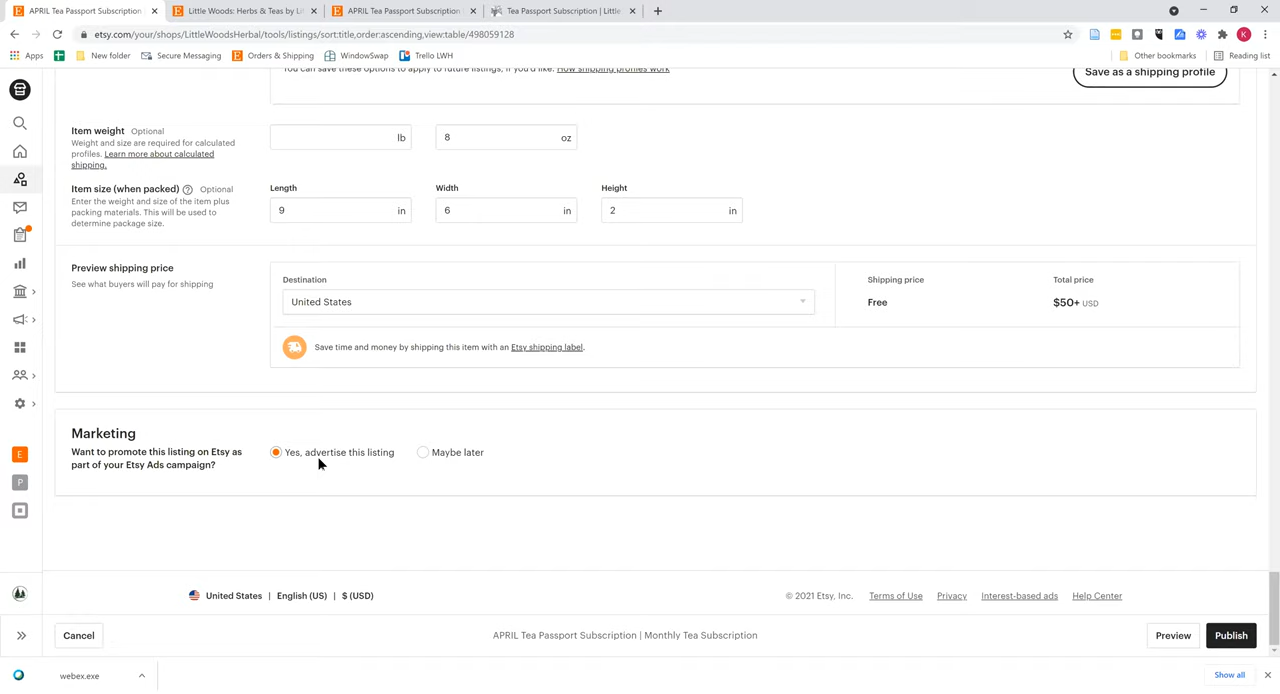 APRIL Tea Passport Subscription
Little Woods: Herbs & Teas by Li
APRIL Tea Passport Subscription
Tea Passport Subscription | Little
etsy.com/your/shops/LittleWoodsHerbal/tools/listings/sort:title,order:ascending,view:table/498059128
K
Apps
New folder
Secure Messaging
Orders & Shipping
WindowSwap
Trello LWH
Other bookmarks
Reading list
You can save these options to apply to future listings, if you'd like. How shipping profiles work
Save as a shipping profile
Item weight Optional
Weight and size are required for calculated
profiles. Learn more about calculated
shipping.
lb
8 oz
Item size (when packed) ? Optional
Enter the weight and size of the item plus
packing materials. This will be used to
determine package size.
Length
Width
Height
9 in
6 in
2 in
Preview shipping price
See what buyers will pay for shipping
Destination
United States
Shipping price
Free
Total price
$50+ USD
Save time and money by shipping this item with an Etsy shipping label.
Marketing
Want to promote this listing on Etsy as
part of your Etsy Ads campaign?
Yes, advertise this listing
Maybe later
E
P
United States | English (US) | $ (USD)
© 2021 Etsy, Inc.
Terms of Use
Privacy
Interest-based ads
Help Center
Cancel
APRIL Tea Passport Subscription | Monthly Tea Subscription
Preview
Publish
webex.exe
Show all